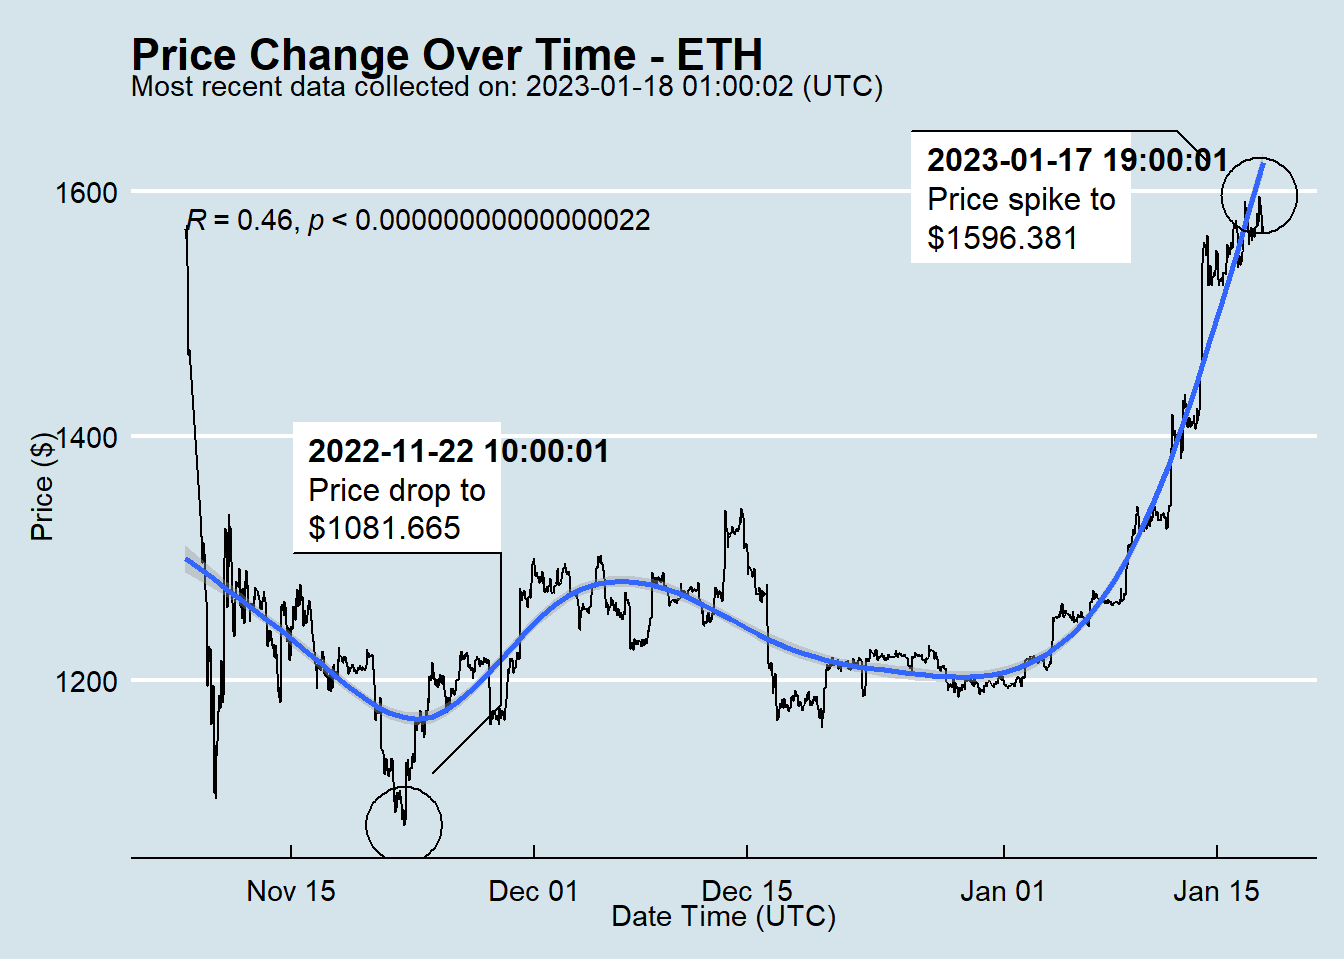 Price Change Over Time - ETH
Most recent data collected on: 2023-01-18 01:00:02 (UTC)
2023-01-17 19:00:01
Price spike to
$1596.381
R = 0.46, p < 0.00000000000000022
2022-11-22 10:00:01
Price drop to
$1081.665
Price ($)
1600
1400
1200
Nov 15 Dec 01 Dec 15 Jan 01 Jan 15
Date Time (UTC)